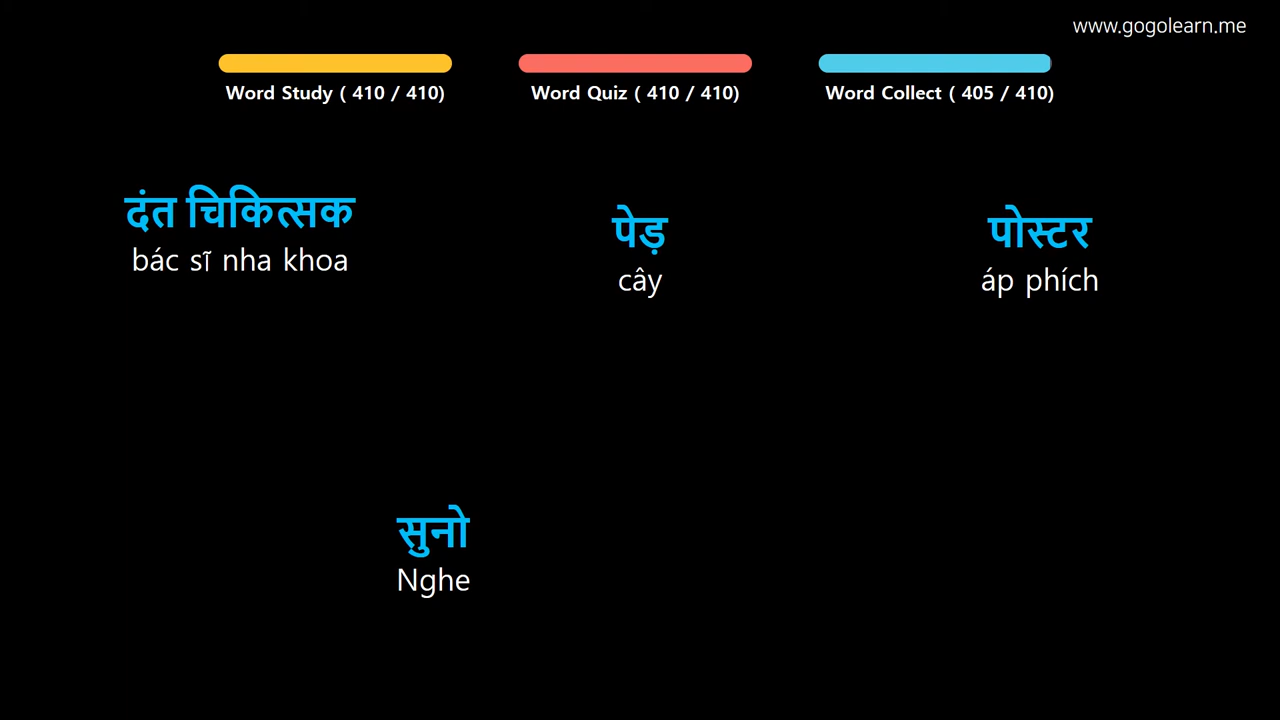 www.gogolearn.me
Word Study ( 410 / 410)
Word Quiz ( 410 / 410)
Word Collect ( 405 / 410)
दंत चिकित्सक
bác sĩ nha khoa
पेड़
cây
पोस्टर
áp phích
सुनो
Nghe